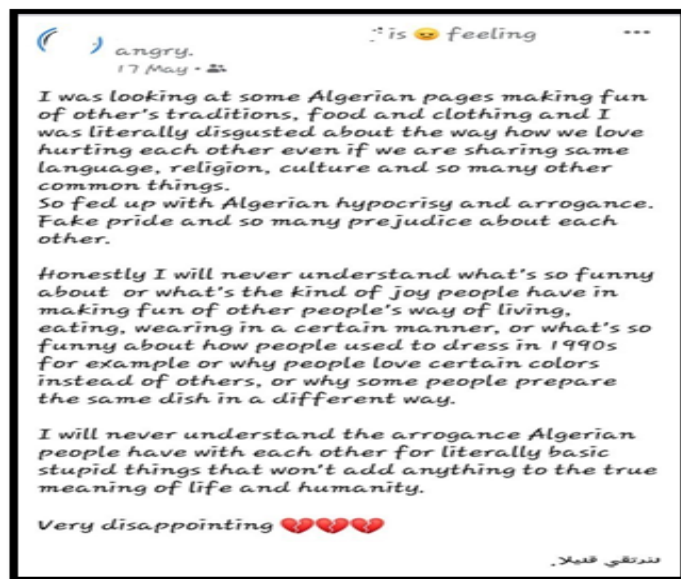 is 😠 feeling
angry.
17 May •
I was looking at some Algerian pages making fun
of other's traditions, food and clothing and I
was literally disgusted about the way how we love
hurting each other even if we are sharing same
language, religion, culture and so many other
common things.
So fed up with Algerian hypocrisy and arrogance.
Fake pride and so many prejudice about each
other.
Honestly I will never understand what's so funny
about or what's the kind of joy people have in
making fun of other people's way of living,
eating, wearing in a certain manner, or what's so
funny about how people used to dress in 1990s
for example or why people love certain colors
instead of others, or why some people prepare
the same dish in a different way.
I will never understand the arrogance Algerian
people have with each other for literally basic
stupid things that won't add anything to the true
meaning of life and humanity.
Very disappointing 💔💔💔
لنرتقي قليلا.